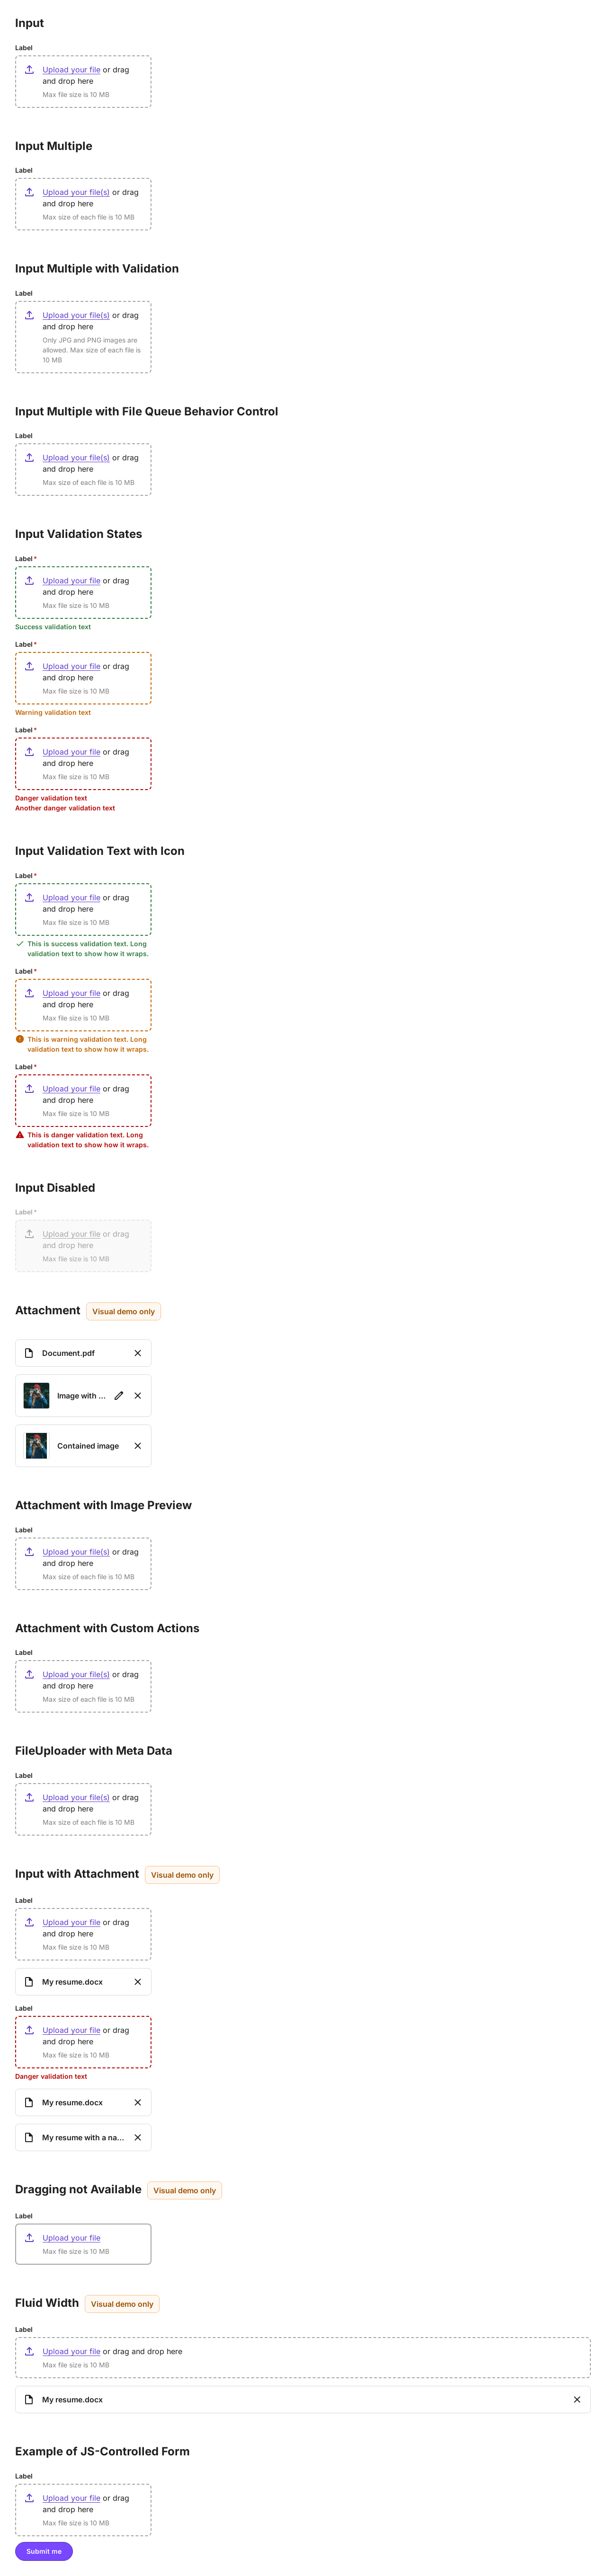 Input
Label
Upload your file or drag
and drop here
Max file size is 10 MB
Input Multiple
Label
Upload your file(s) or drag
and drop here
Max size of each file is 10 MB
Input Multiple with Validation
Label
Upload your file(s) or drag
and drop here
Only JPG and PNG images are
allowed. Max size of each file is
10 MB
Input Multiple with File Queue Behavior Control
Label
Upload your file(s) or drag
and drop here
Max size of each file is 10 MB
Input Validation States
Label*
Upload your file or drag
and drop here
Max file size is 10 MB
Success validation text
Label*
Upload your file or drag
and drop here
Max file size is 10 MB
Warning validation text
Label*
Upload your file or drag
and drop here
Max file size is 10 MB
Danger validation text
Another danger validation text
Input Validation Text with Icon
Label*
Upload your file or drag
and drop here
Max file size is 10 MB
This is success validation text. Long
validation text to show how it wraps.
Label*
Upload your file or drag
and drop here
Max file size is 10 MB
This is warning validation text. Long
validation text to show how it wraps.
Label*
Upload your file or drag
and drop here
Max file size is 10 MB
This is danger validation text. Long
validation text to show how it wraps.
Input Disabled
Label*
Upload your file or drag
and drop here
Max file size is 10 MB
Attachment Visual demo only
Document.pdf
Image with ...
Contained image
Attachment with Image Preview
Label
Upload your file(s) or drag
and drop here
Max size of each file is 10 MB
Attachment with Custom Actions
Label
Upload your file(s) or drag
and drop here
Max size of each file is 10 MB
FileUploader with Meta Data
Label
Upload your file(s) or drag
and drop here
Max size of each file is 10 MB
Input with Attachment Visual demo only
Label
Upload your file or drag
and drop here
Max file size is 10 MB
My resume.docx
Label
Upload your file or drag
and drop here
Max file size is 10 MB
Danger validation text
My resume.docx
My resume with a na...
Dragging not Available Visual demo only
Label
Upload your file
Max file size is 10 MB
Fluid Width Visual demo only
Label
Upload your file or drag and drop here
Max file size is 10 MB
My resume.docx
Example of JS-Controlled Form
Label
Upload your file or drag
and drop here
Max file size is 10 MB
Submit me